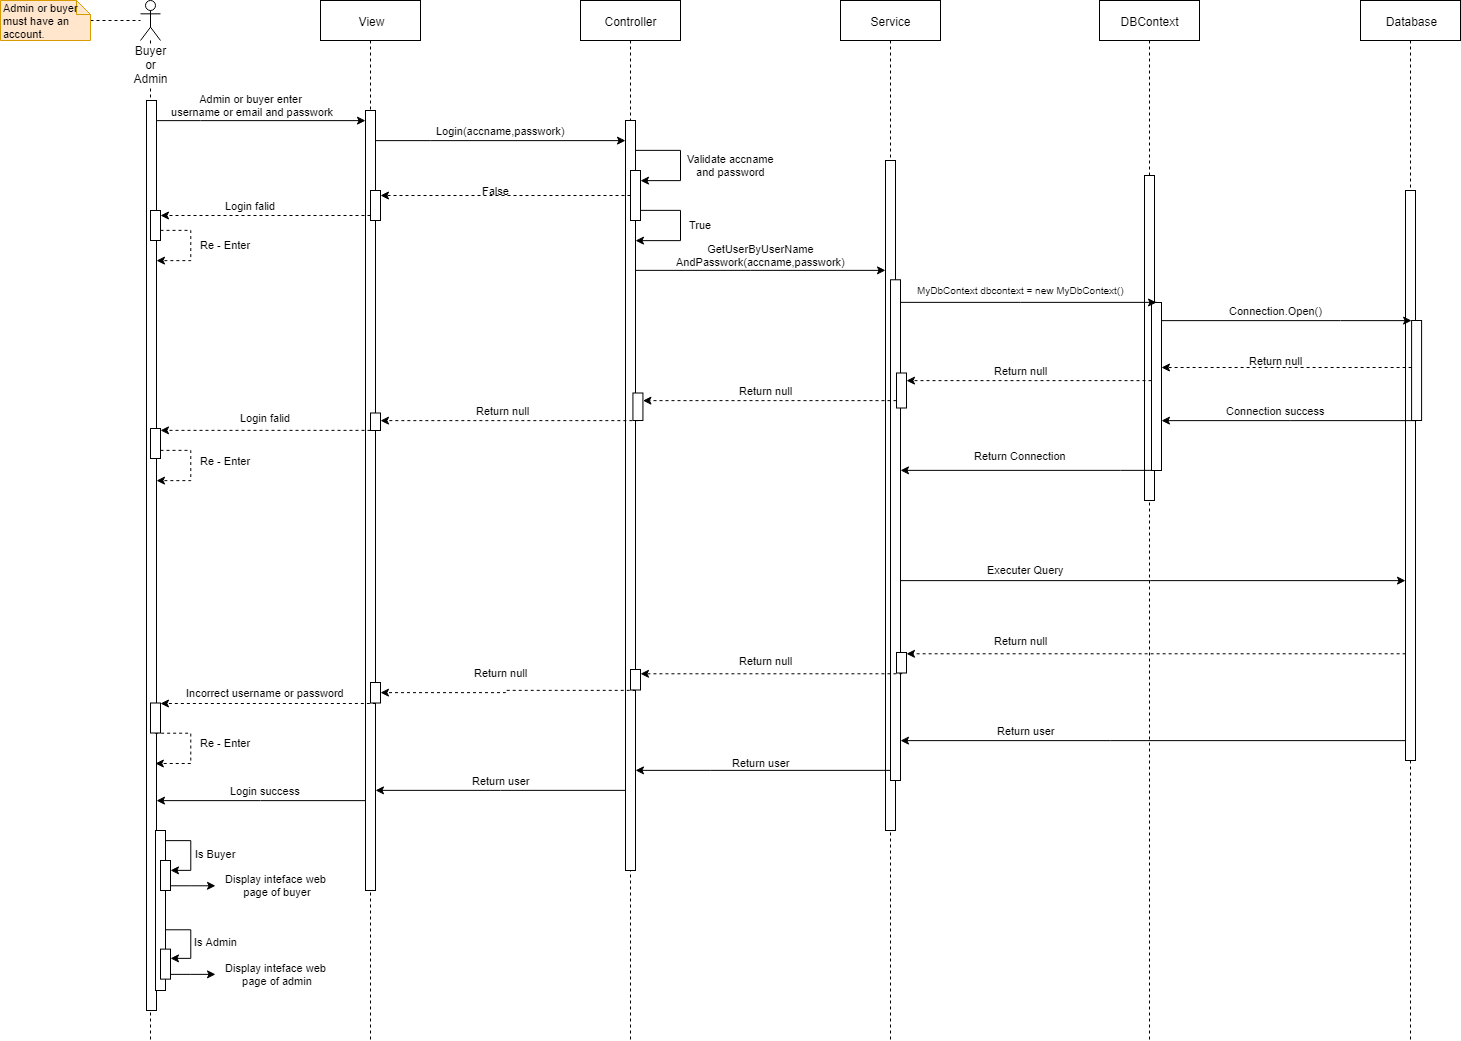 Admin or buyer
must have an
account.
Buyer
or
Admin
View
Controller
Service
DBContext
Database
Admin or buyer enter
username or email and password
Login(accname,passwork)
Validate accname
and password
False
Login falid
True
Re - Enter
GetUserByUserName
AndPasswork(accname,passwork)
MyDbContext dbcontext = new MyDbContext()
Connection.Open()
Return null
Return null
Return null
Return null
Connection success
Login falid
Return Connection
Re - Enter
Executer Query
Return null
Return null
Return null
Incorrect username or password
Return user
Re - Enter
Return user
Return user
Login success
Is Buyer
Display inteface web
page of buyer
Is Admin
Display inteface web
page of admin